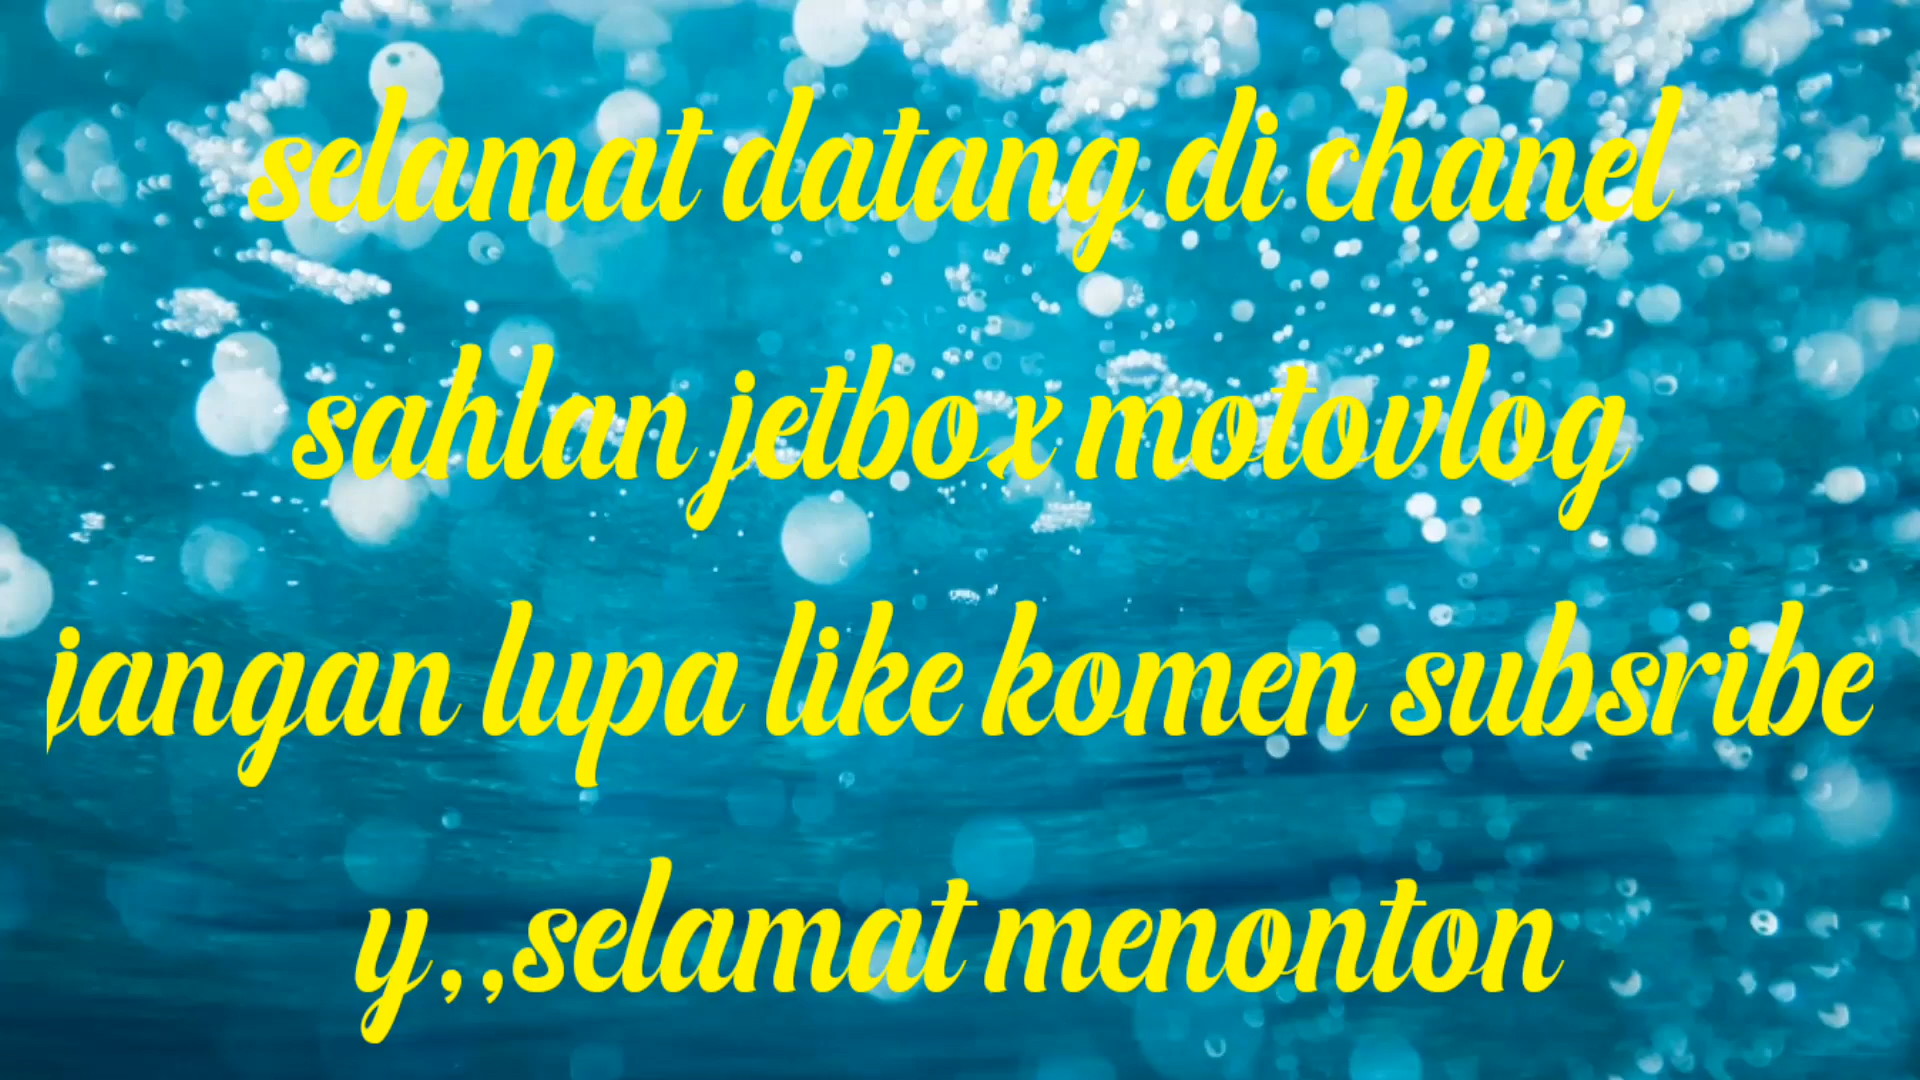 selamat datang di chanel
sahlan jetbox motovlog
jangan lupa like komen subsribe
y,,selamat menonton